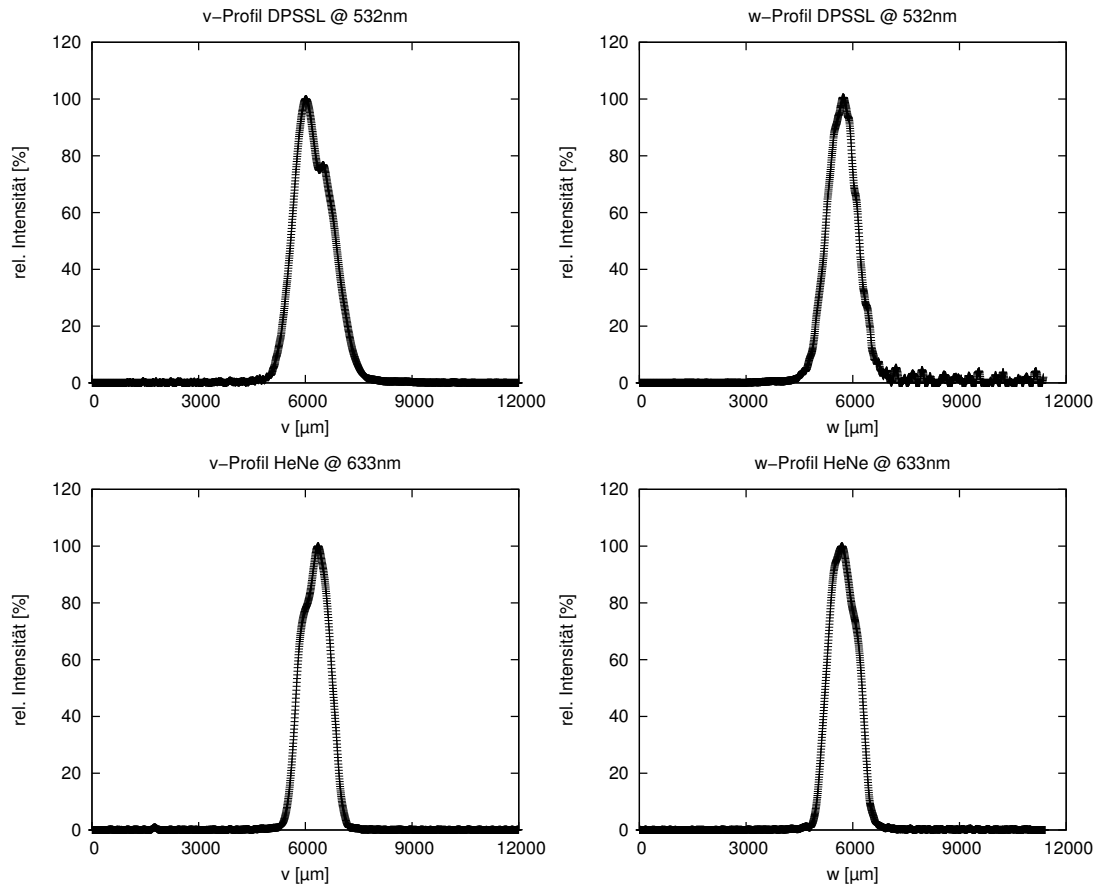 v−Profil DPSSL @ 532nm
120
100
80
60
40
20
0
rel. Intensität [%]
0 3000 6000 9000 12000
v [µm]
w−Profil DPSSL @ 532nm
120
100
80
60
40
20
0
rel. Intensität [%]
0 3000 6000 9000 12000
w [µm]
v−Profil HeNe @ 633nm
120
100
80
60
40
20
0
rel. Intensität [%]
0 3000 6000 9000 12000
v [µm]
w−Profil HeNe @ 633nm
120
100
80
60
40
20
0
rel. Intensität [%]
0 3000 6000 9000 12000
w [µm]